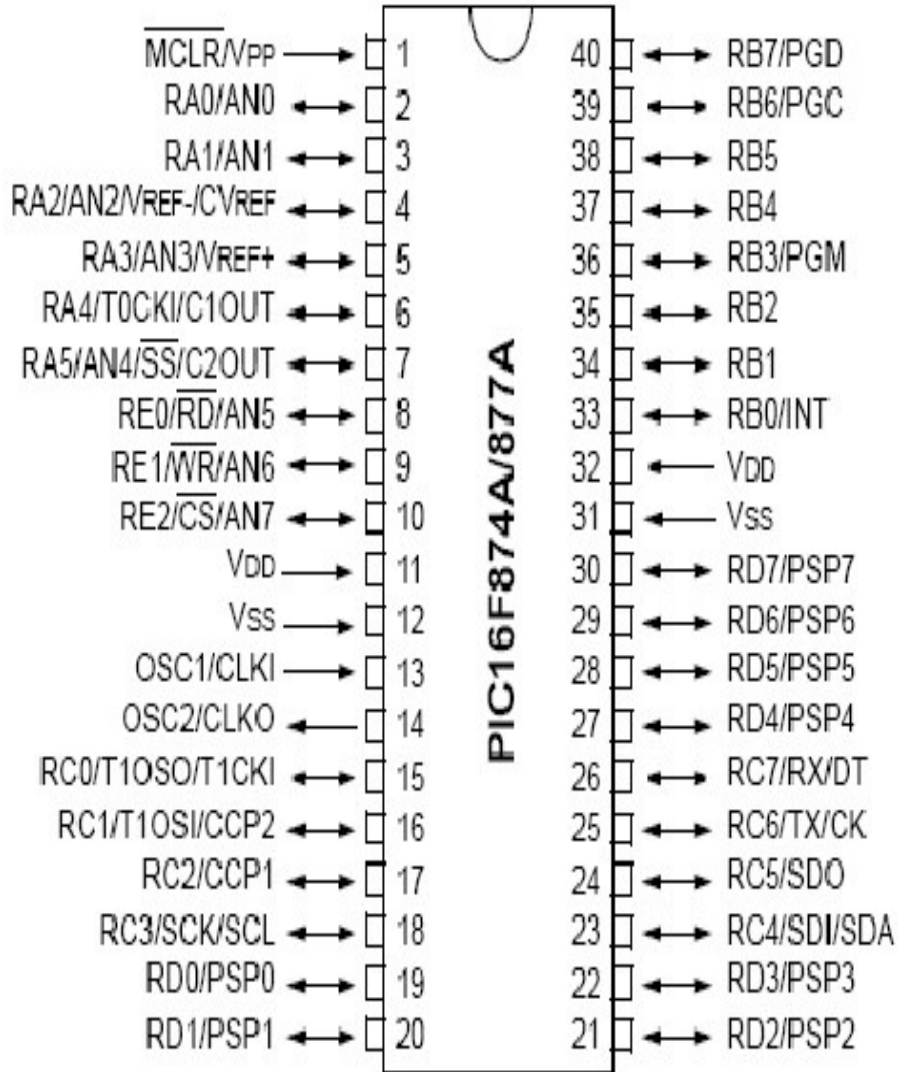 M̅C̅L̅R̅/VPP 1 40 RB7/PGD
RA0/AN0 2 39 RB6/PGC
RA1/AN1 3 38 RB5
RA2/AN2/VREF-/CVREF 4 37 RB4
RA3/AN3/VREF+ 5 36 RB3/PGM
RA4/T0CKI/C1OUT 6 35 RB2
RA5/AN4/S̅S̅/C2OUT 7 34 RB1
RE0/R̅D̅/AN5 8 33 RB0/INT
RE1/W̅R̅/AN6 9 32 VDD
RE2/C̅S̅/AN7 10 31 VSS
VDD 11 30 RD7/PSP7
VSS 12 29 RD6/PSP6
OSC1/CLKI 13 28 RD5/PSP5
OSC2/CLKO 14 27 RD4/PSP4
RC0/T1OSO/T1CKI 15 26 RC7/RX/DT
RC1/T1OSI/CCP2 16 25 RC6/TX/CK
RC2/CCP1 17 24 RC5/SDO
RC3/SCK/SCL 18 23 RC4/SDI/SDA
RD0/PSP0 19 22 RD3/PSP3
RD1/PSP1 20 21 RD2/PSP2
PIC16F874A/877A